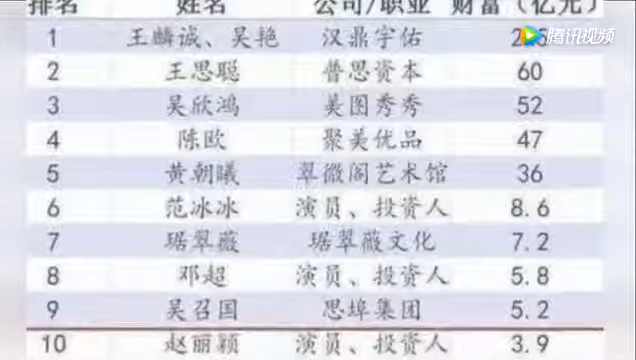 排名 姓名 公司/职业 财富（亿元）
腾讯视频
1 王麟诚、吴艳 汉鼎宇佑
2 王思聪 普思资本 60
3 吴欣鸿 美图秀秀 52
4 陈欧 聚美优品 47
5 黄朝曦 翠微阁艺术馆 36
6 范冰冰 演员、投资人 8.6
7 琚翠薇 琚翠薇文化 7.2
8 邓超 演员、投资人 5.8
9 吴召国 思埠集团 5.2
10 赵丽颖 演员、投资人 3.9